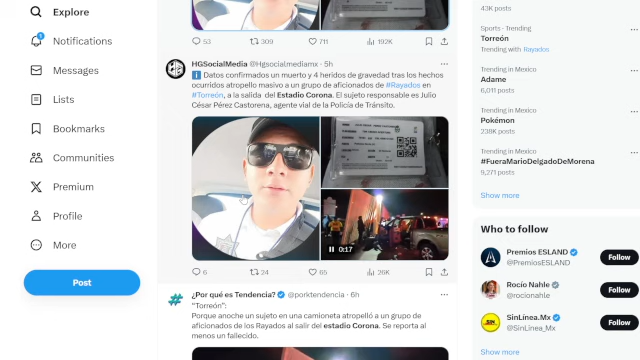 Explore
Notifications
1
Messages
Lists
Bookmarks
Communities
Premium
Profile
More
Post
53
309
711
192K
HGSocialMedia @Hgsocialmediamx · 5h
Datos confirmados un muerto y 4 heridos de gravedad tras los hechos
ocurridos atropello masivo a un grupo de aficionados de #Rayados en
#Torreón, a la salida del Estadio Corona. El sujeto responsable es Julio
César Pérez Castorena, agente vial de la Policía de Tránsito.
0:17
6
24
65
26K
¿Por qué es Tendencia? @porktendencia · 6h
"Torreón":
Porque anoche un sujeto en una camioneta atropelló a un grupo de
aficionados de los Rayados al salir del estadio Corona. Se reporta al
menos un fallecido.
43K posts
Sports · Trending
Torreón
Trending with Rayados
Trending in Mexico
Adame
6,011 posts
Trending in Mexico
Pokémon
238K posts
Trending in Mexico
#FueraMarioDelgadoDeMorena
9,271 posts
Show more
Who to follow
Premios ESLAND
@PremiosESLAND
Follow
Rocío Nahle
@rocionahle
Follow
SIN
SinLínea.Mx
@SinLinea_Mx
Follow
Show more